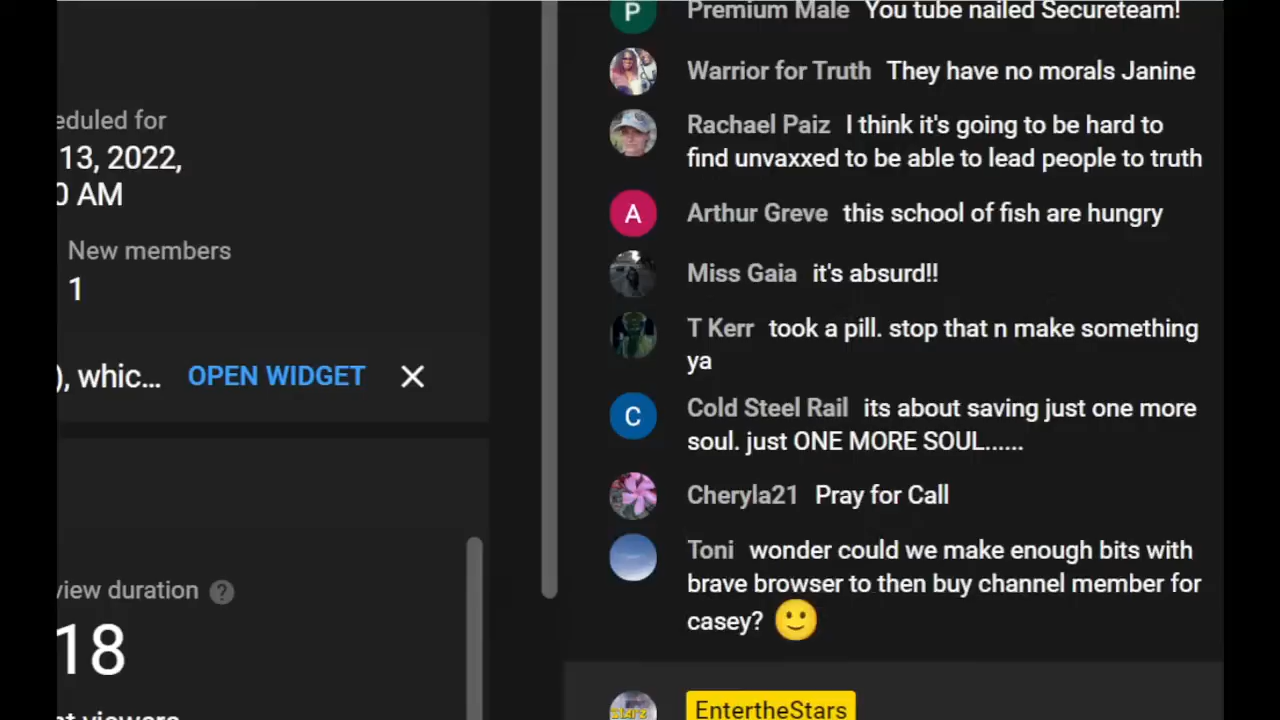 eduled for
13, 2022,
0 AM
New members
1
), whic... OPEN WIDGET
view duration ?
18
P Premium Male You tube nailed Secureteam!
Warrior for Truth They have no morals Janine
Rachael Paiz I think it's going to be hard to
find unvaxxed to be able to lead people to truth
A Arthur Greve this school of fish are hungry
Miss Gaia it's absurd!!
T Kerr took a pill. stop that n make something
ya
C Cold Steel Rail its about saving just one more
soul. just ONE MORE SOUL......
Cheryla21 Pray for Call
Toni wonder could we make enough bits with
brave browser to then buy channel member for
casey? 🙂
EntertheStars